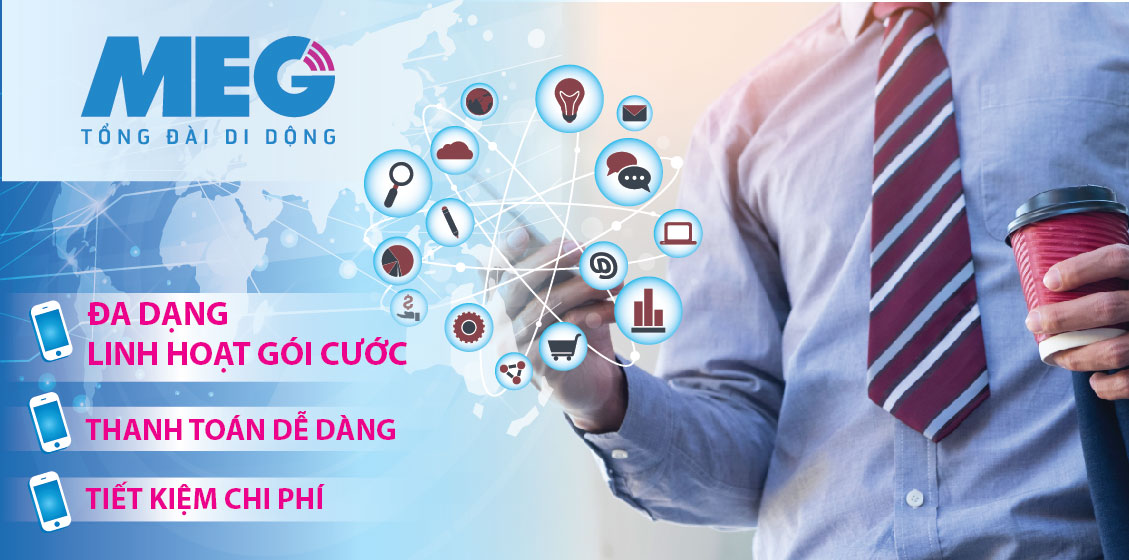 MEG
TỔNG ĐÀI DI ĐỘNG
ĐA DẠNG
LINH HOẠT GÓI CƯỚC
THANH TOÁN DỄ DÀNG
TIẾT KIỆM CHI PHÍ